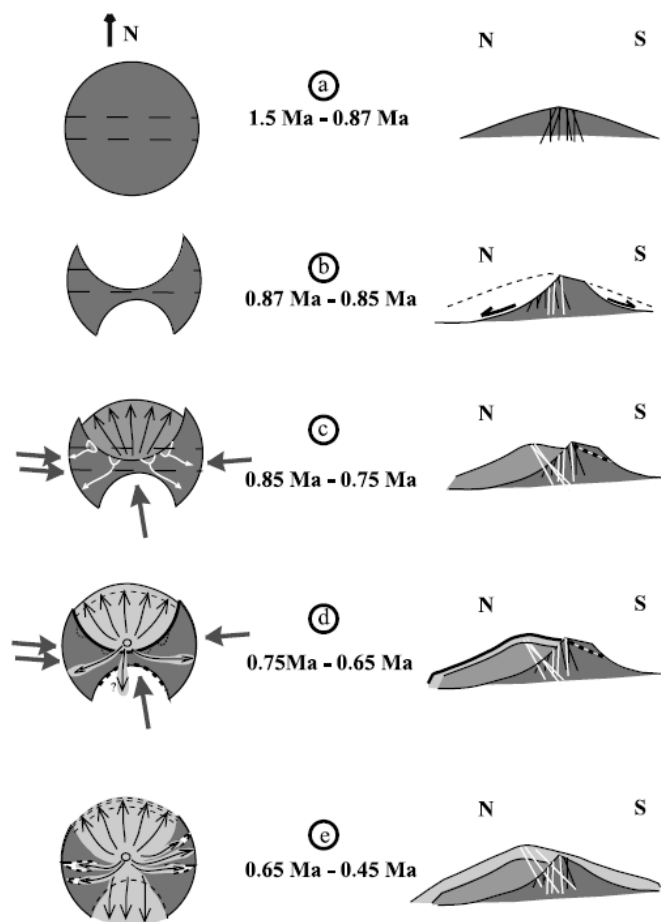 N
N S
a
1.5 Ma - 0.87 Ma
N S
b
0.87 Ma - 0.85 Ma
N S
c
0.85 Ma - 0.75 Ma
N S
d
0.75Ma - 0.65 Ma
?
N S
e
0.65 Ma - 0.45 Ma